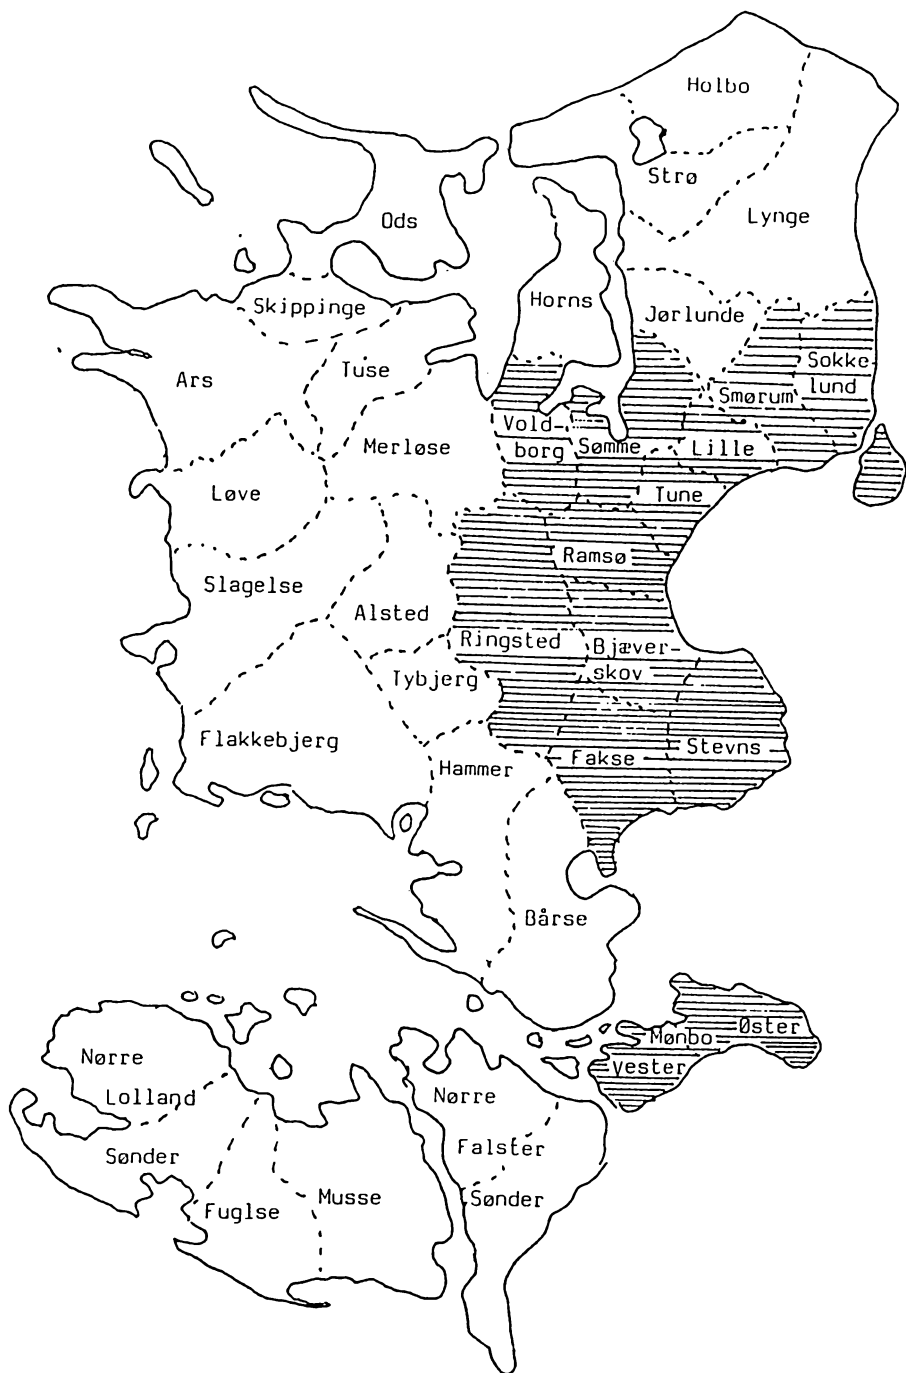 Holbo
Strø
Lynge
Ods
Skippinge
Horns
Jørlunde
Sokke-
lund
Smørum
Tuse
Ars
Merløse
Vold-
borg
Sømme
Lille
Løve
Tune
Ramsø
Slagelse
Alsted
Ringsted
Bjæver-
skov
Tybjerg
Flakkebjerg
Hammer
Fakse
Stevns
Bårse
Mønbo
Øster
Vester
Nørre
Lolland
Sønder
Fuglse
Musse
Nørre
Falster
Sønder